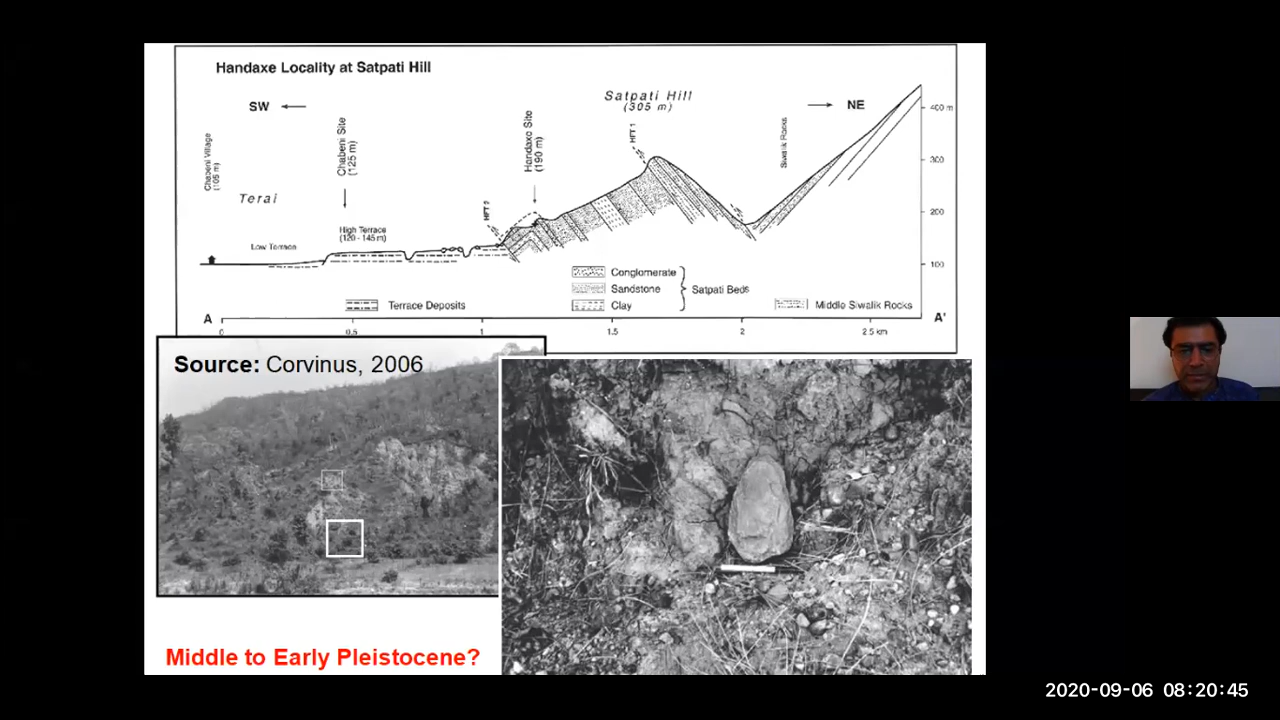 Handaxe Locality at Satpati Hill
SW
Satpati Hill
(305 m)
NE
400 m
300
200
100
Chabeni Village
(105 m)
Chabeni Site
(125 m)
Handaxe Site
(190 m)
HFT 1
HFT 2
Siwalik Rocks
Terai
Low Terrace
High Terrace
(120 - 145 m)
Conglomerate
Sandstone
Clay
Satpati Beds
Terrace Deposits
Middle Siwalik Rocks
A
A'
0
0.5
1
1.5
2
2.5 km
Source: Corvinus, 2006
Middle to Early Pleistocene?
2020-09-06 08:20:45